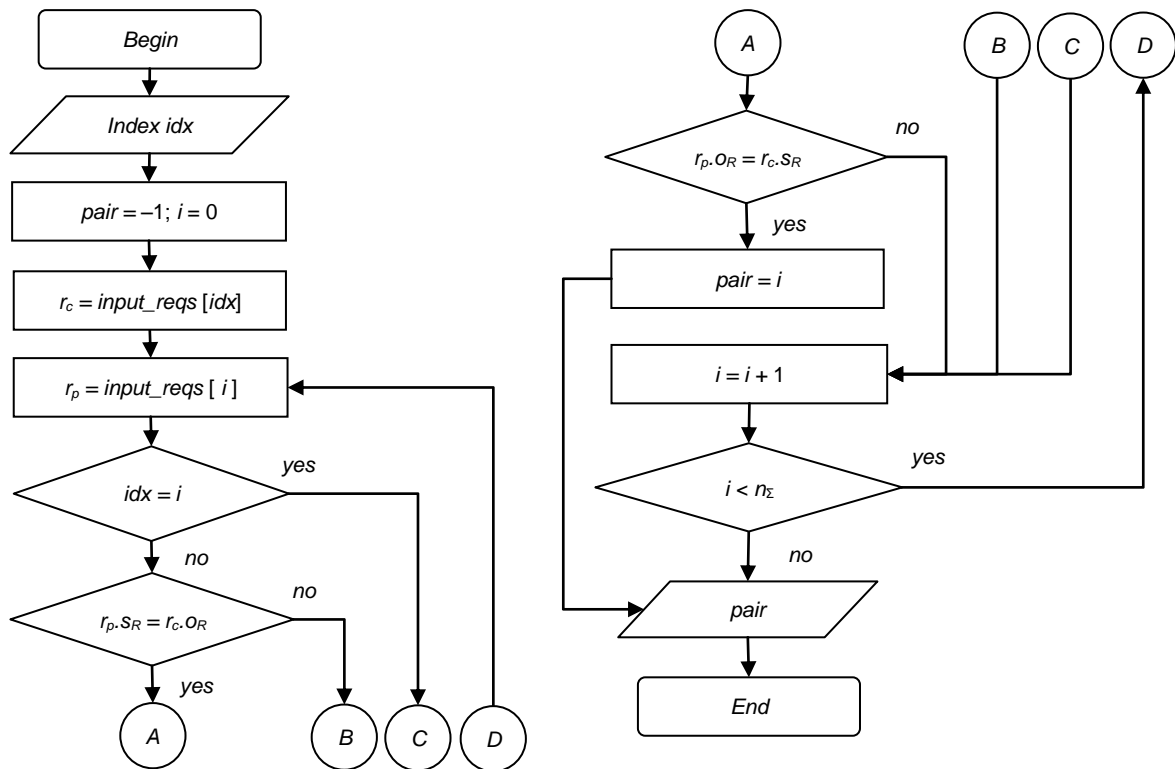 Begin
Index idx
pair = –1; i = 0
r_c = input_reqs [idx]
r_p = input_reqs [ i ]
idx = i
yes
no
r_p.s_R = r_c.o_R
no
yes
A
B
C
D
A
B
C
D
r_p.o_R = r_c.s_R
no
yes
pair = i
i = i + 1
i < n_Σ
yes
no
pair
End